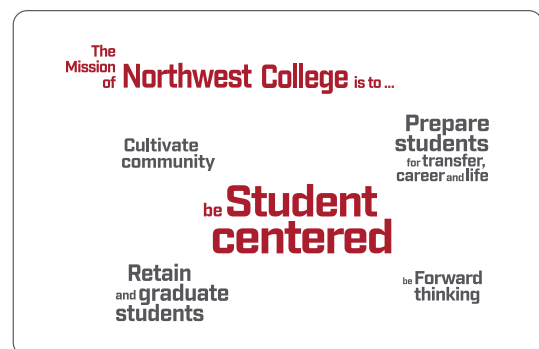 The
Mission
of Northwest College is to ...
Cultivate
community
Prepare
students
for transfer,
career and life
be Student
centered
Retain
and graduate
students
be Forward
thinking